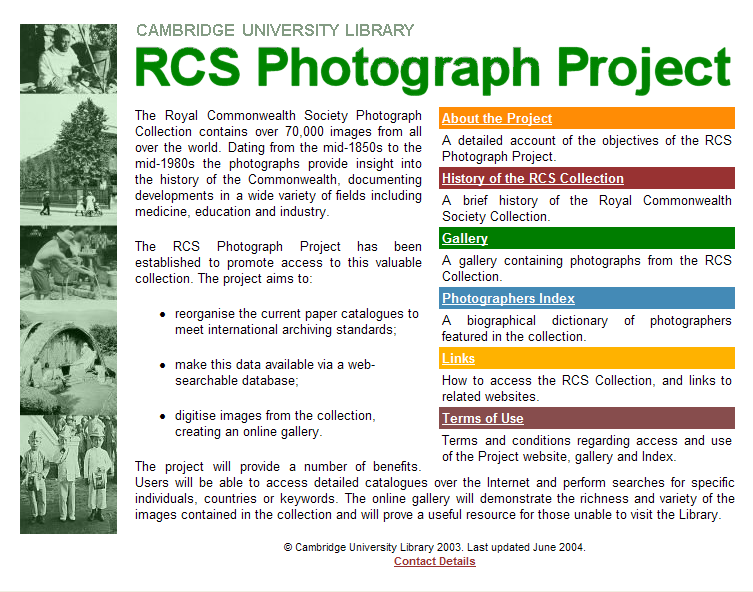 CAMBRIDGE UNIVERSITY LIBRARY
RCS Photograph Project
The Royal Commonwealth Society Photograph
Collection contains over 70,000 images from all
over the world. Dating from the mid-1850s to the
mid-1980s the photographs provide insight into
the history of the Commonwealth, documenting
developments in a wide variety of fields including
medicine, education and industry.
The RCS Photograph Project has been
established to promote access to this valuable
collection. The project aims to:
• reorganise the current paper catalogues to
meet international archiving standards;
• make this data available via a web-
searchable database;
• digitise images from the collection,
creating an online gallery.
About the Project
A detailed account of the objectives of the RCS
Photograph Project.
History of the RCS Collection
A brief history of the Royal Commonwealth
Society Collection.
Gallery
A gallery containing photographs from the RCS
Collection.
Photographers Index
A biographical dictionary of photographers
featured in the collection.
Links
How to access the RCS Collection, and links to
related websites.
Terms of Use
Terms and conditions regarding access and use
of the Project website, gallery and Index.
The project will provide a number of benefits.
Users will be able to access detailed catalogues over the Internet and perform searches for specific
individuals, countries or keywords. The online gallery will demonstrate the richness and variety of the
images contained in the collection and will prove a useful resource for those unable to visit the Library.
© Cambridge University Library 2003. Last updated June 2004.
Contact Details